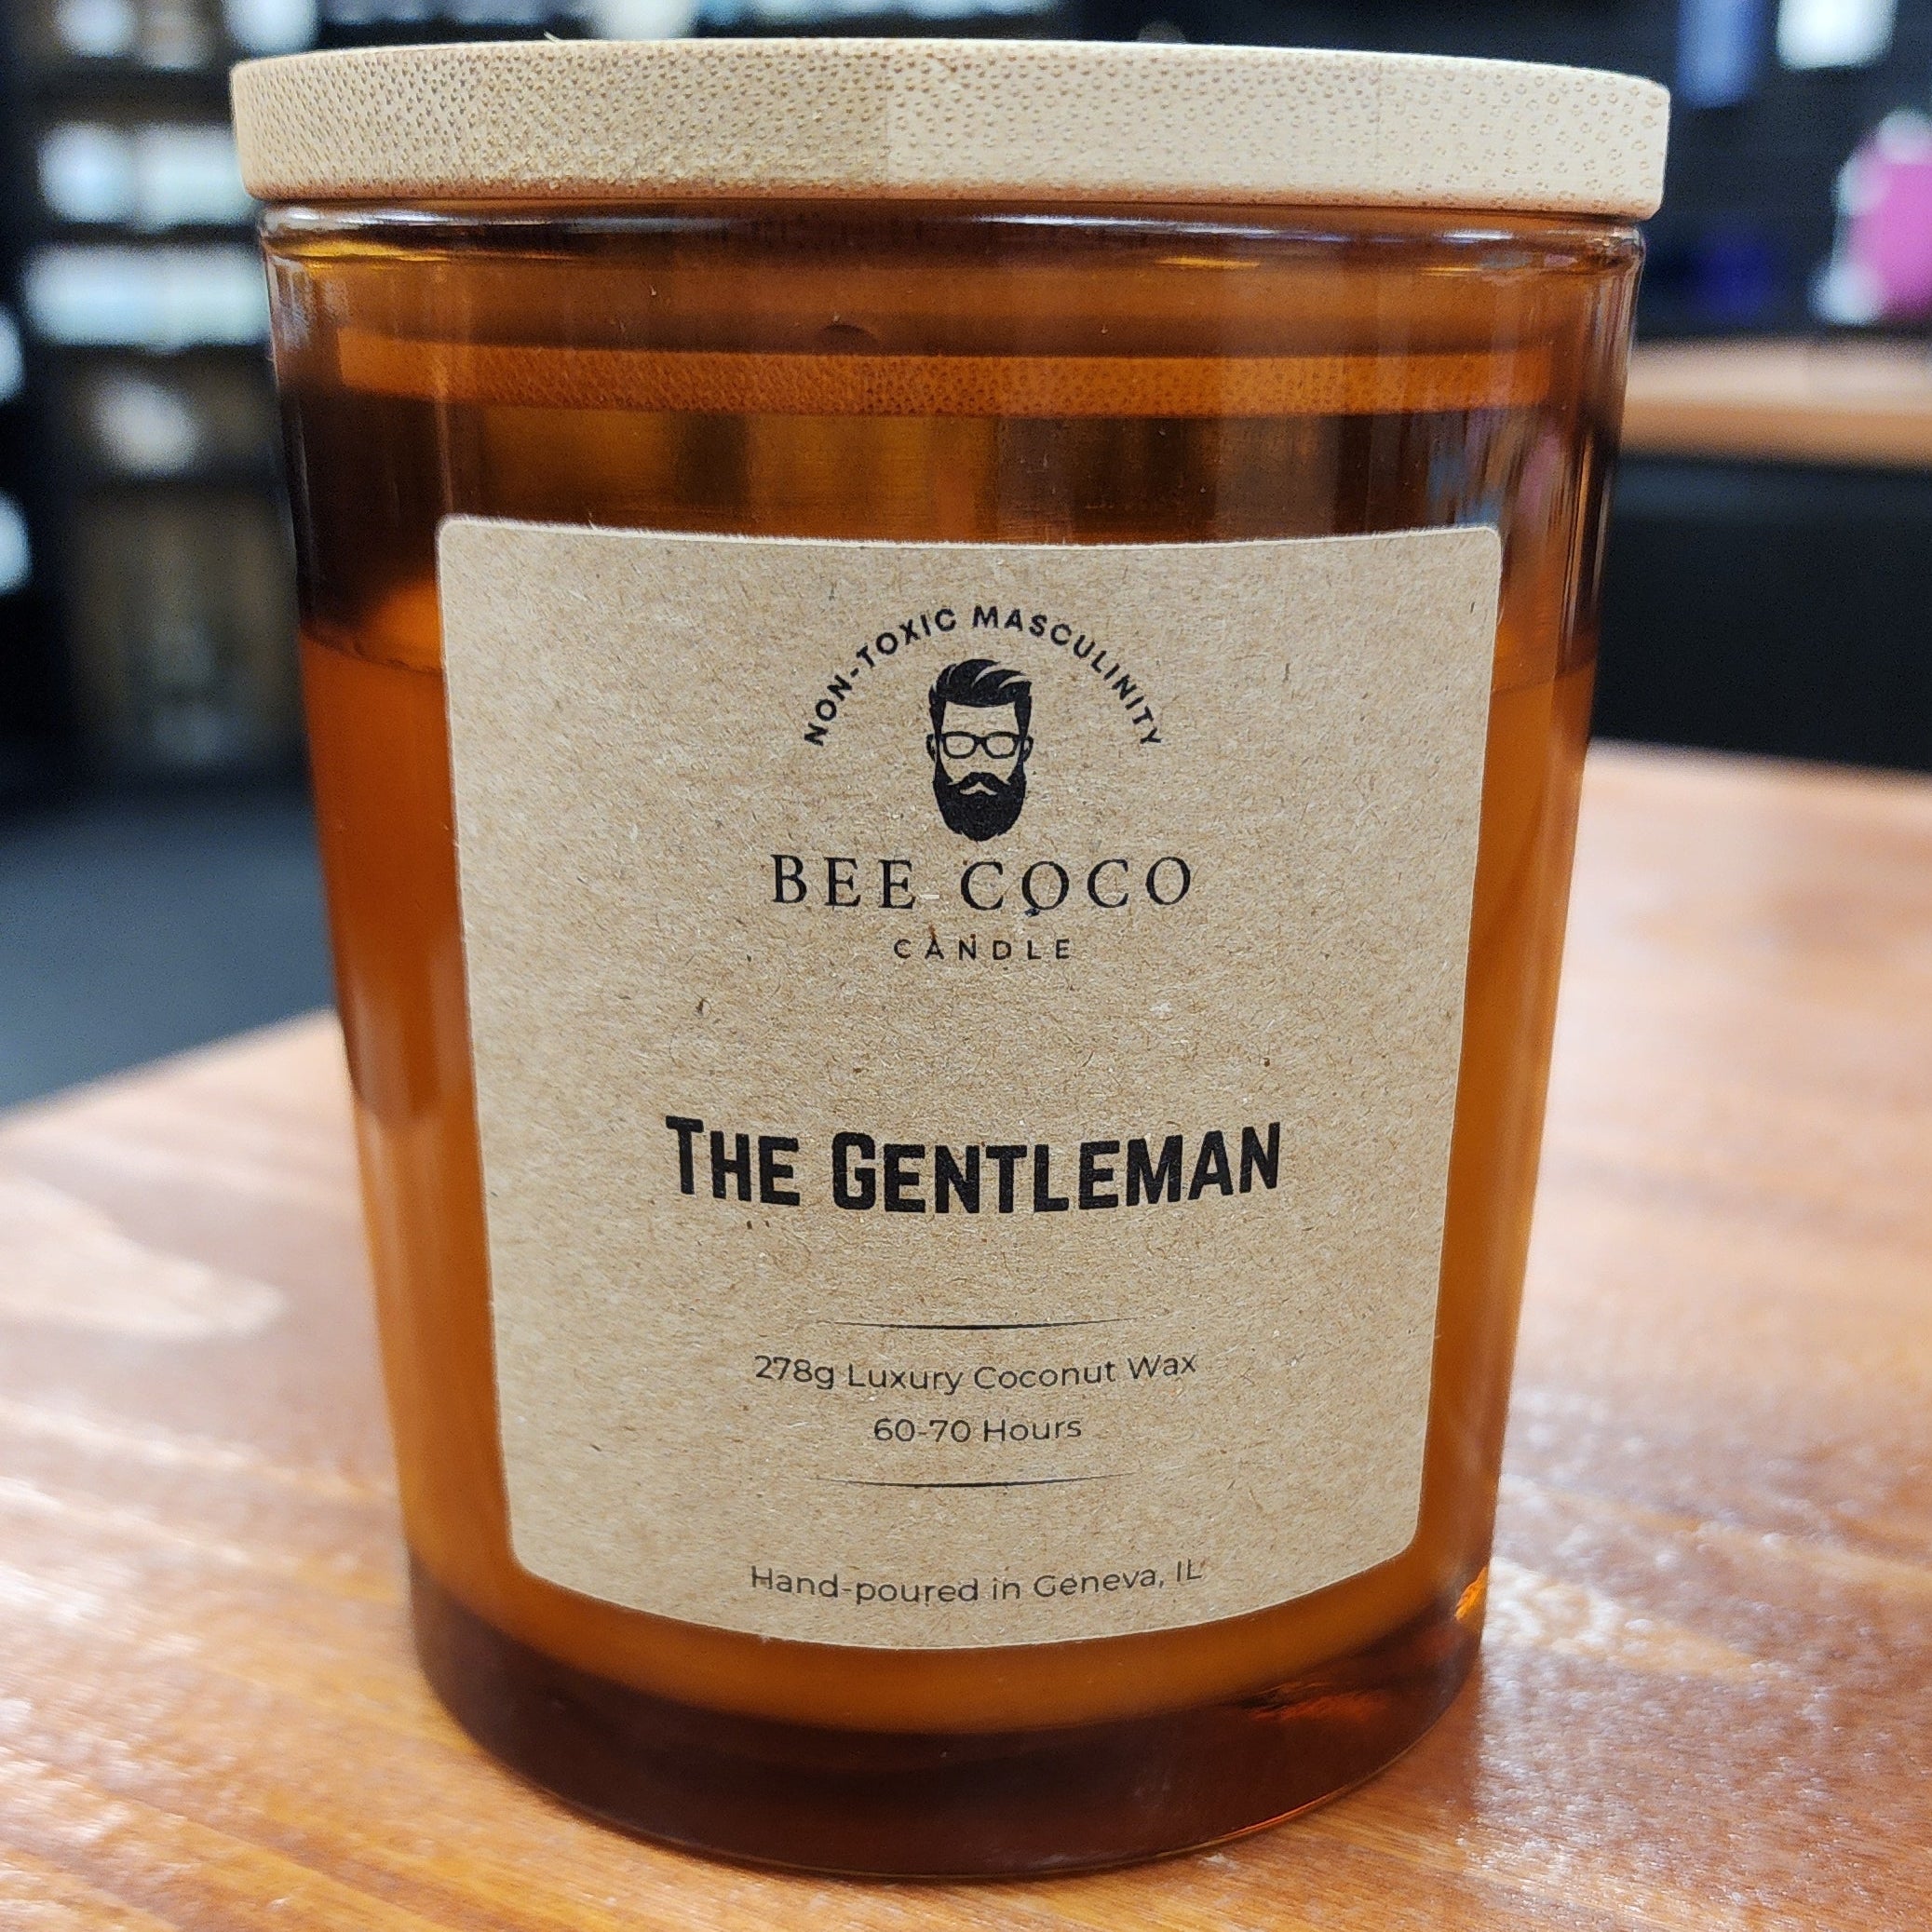 NON-TOXIC MASCULINITY
BEE COCO
CANDLE
THE GENTLEMAN
278g Luxury Coconut Wax
60-70 Hours
Hand-poured in Geneva, IL